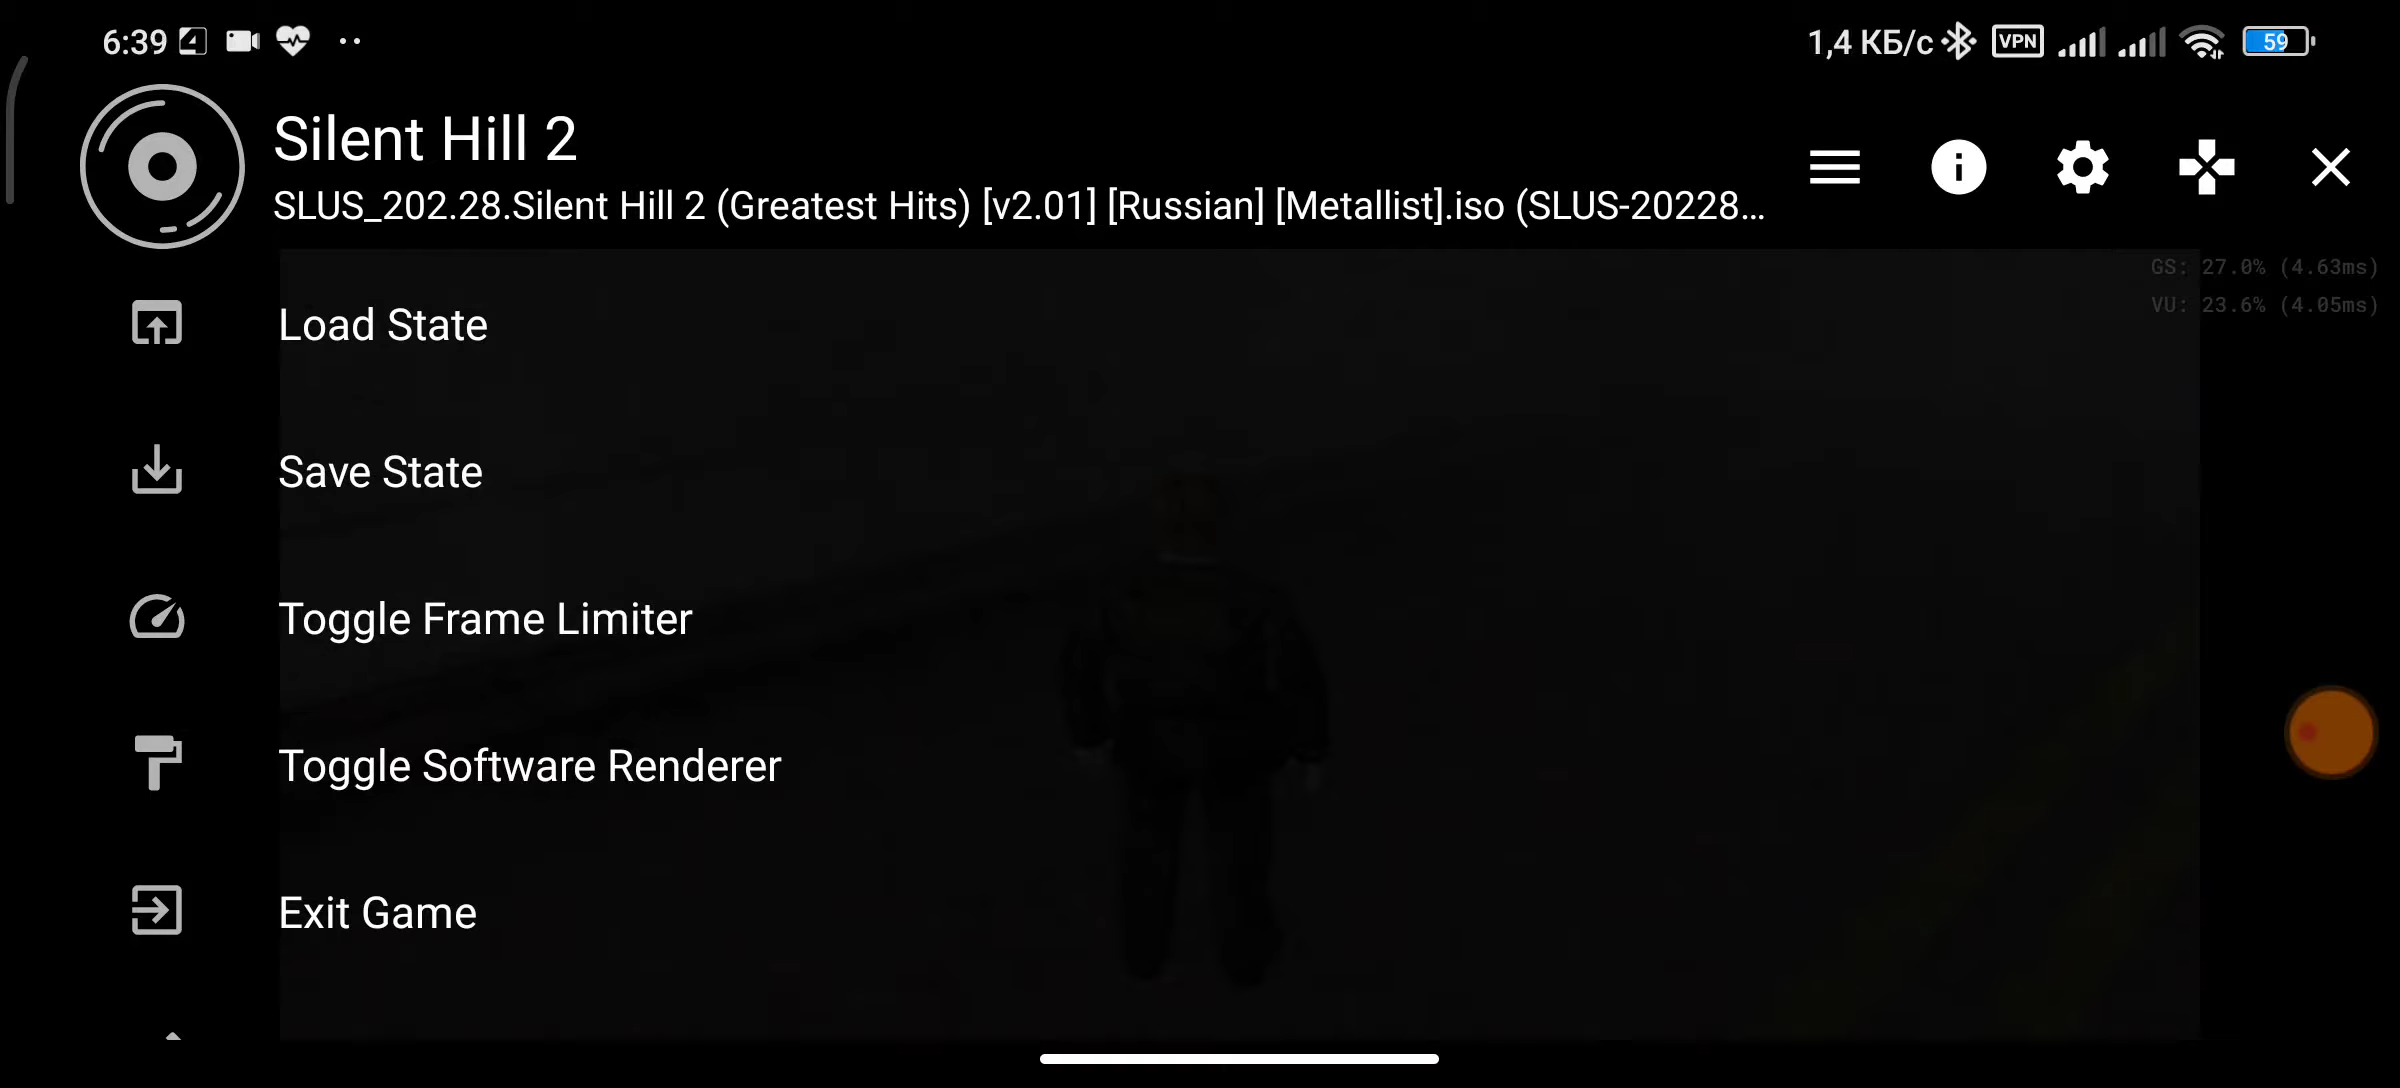 6:39
1,4 КБ/с VPN 59
Silent Hill 2
SLUS_202.28.Silent Hill 2 (Greatest Hits) [v2.01] [Russian] [Metallist].iso (SLUS-20228...
GS: 27.0% (4.63ms)
VU: 23.6% (4.05ms)
Load State
Save State
Toggle Frame Limiter
Toggle Software Renderer
Exit Game